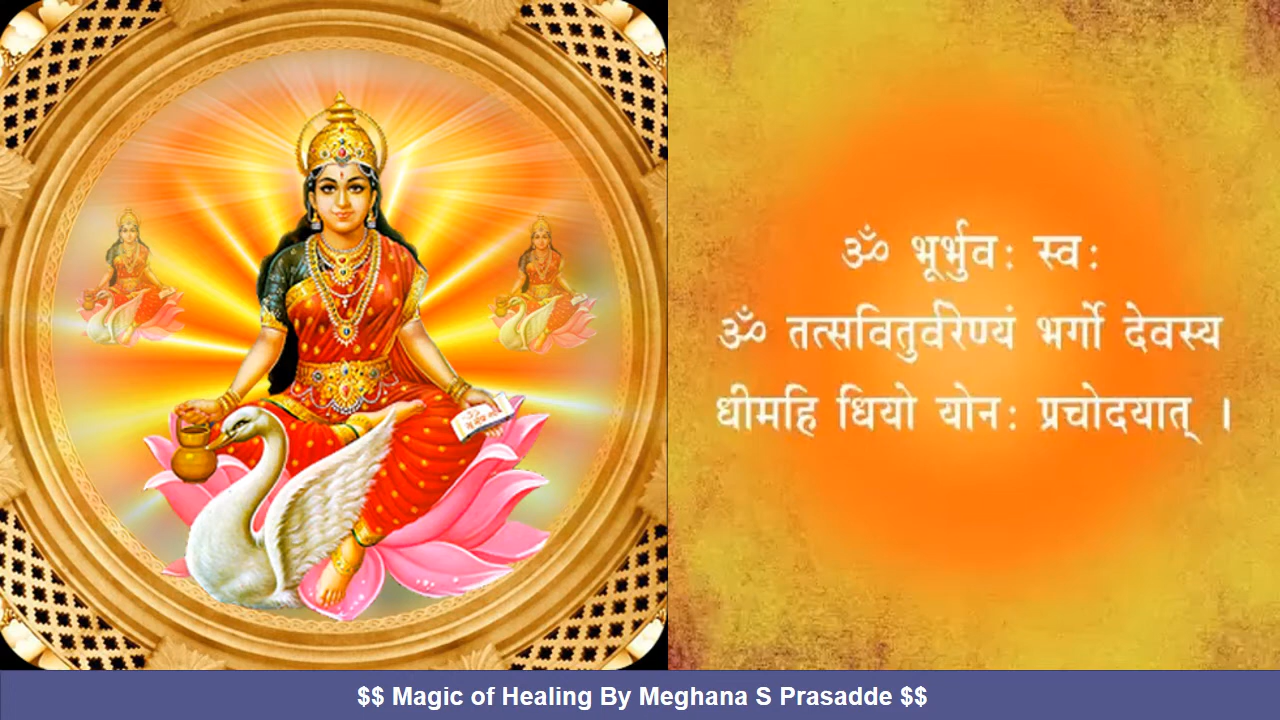 ॐ भूर्भुवः स्वः
ॐ तत्सवितुर्वरेण्यं भर्गो देवस्य
धीमहि धियो योनः प्रचोदयात् ।
$$ Magic of Healing By Meghana S Prasadde $$